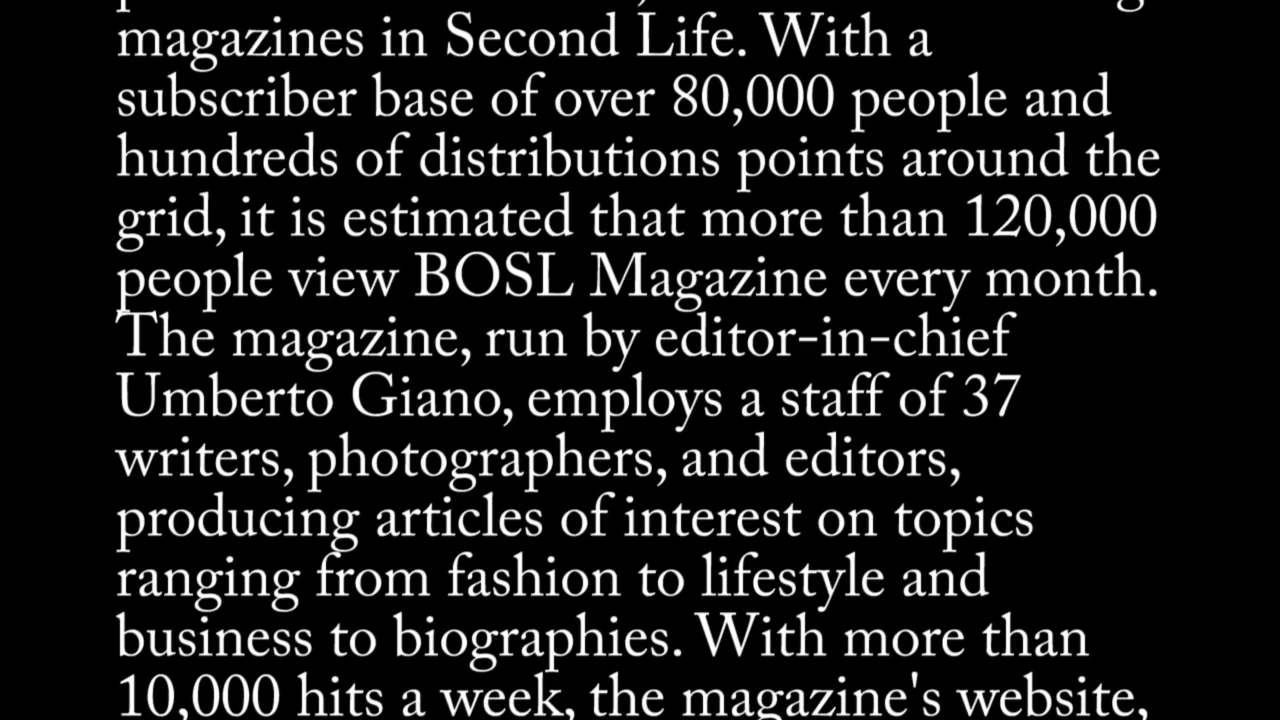 magazines in Second Life. With a
subscriber base of over 80,000 people and
hundreds of distributions points around the
grid, it is estimated that more than 120,000
people view BOSL Magazine every month.
The magazine, run by editor-in-chief
Umberto Giano, employs a staff of 37
writers, photographers, and editors,
producing articles of interest on topics
ranging from fashion to lifestyle and
business to biographies. With more than
10,000 hits a week, the magazine's website,